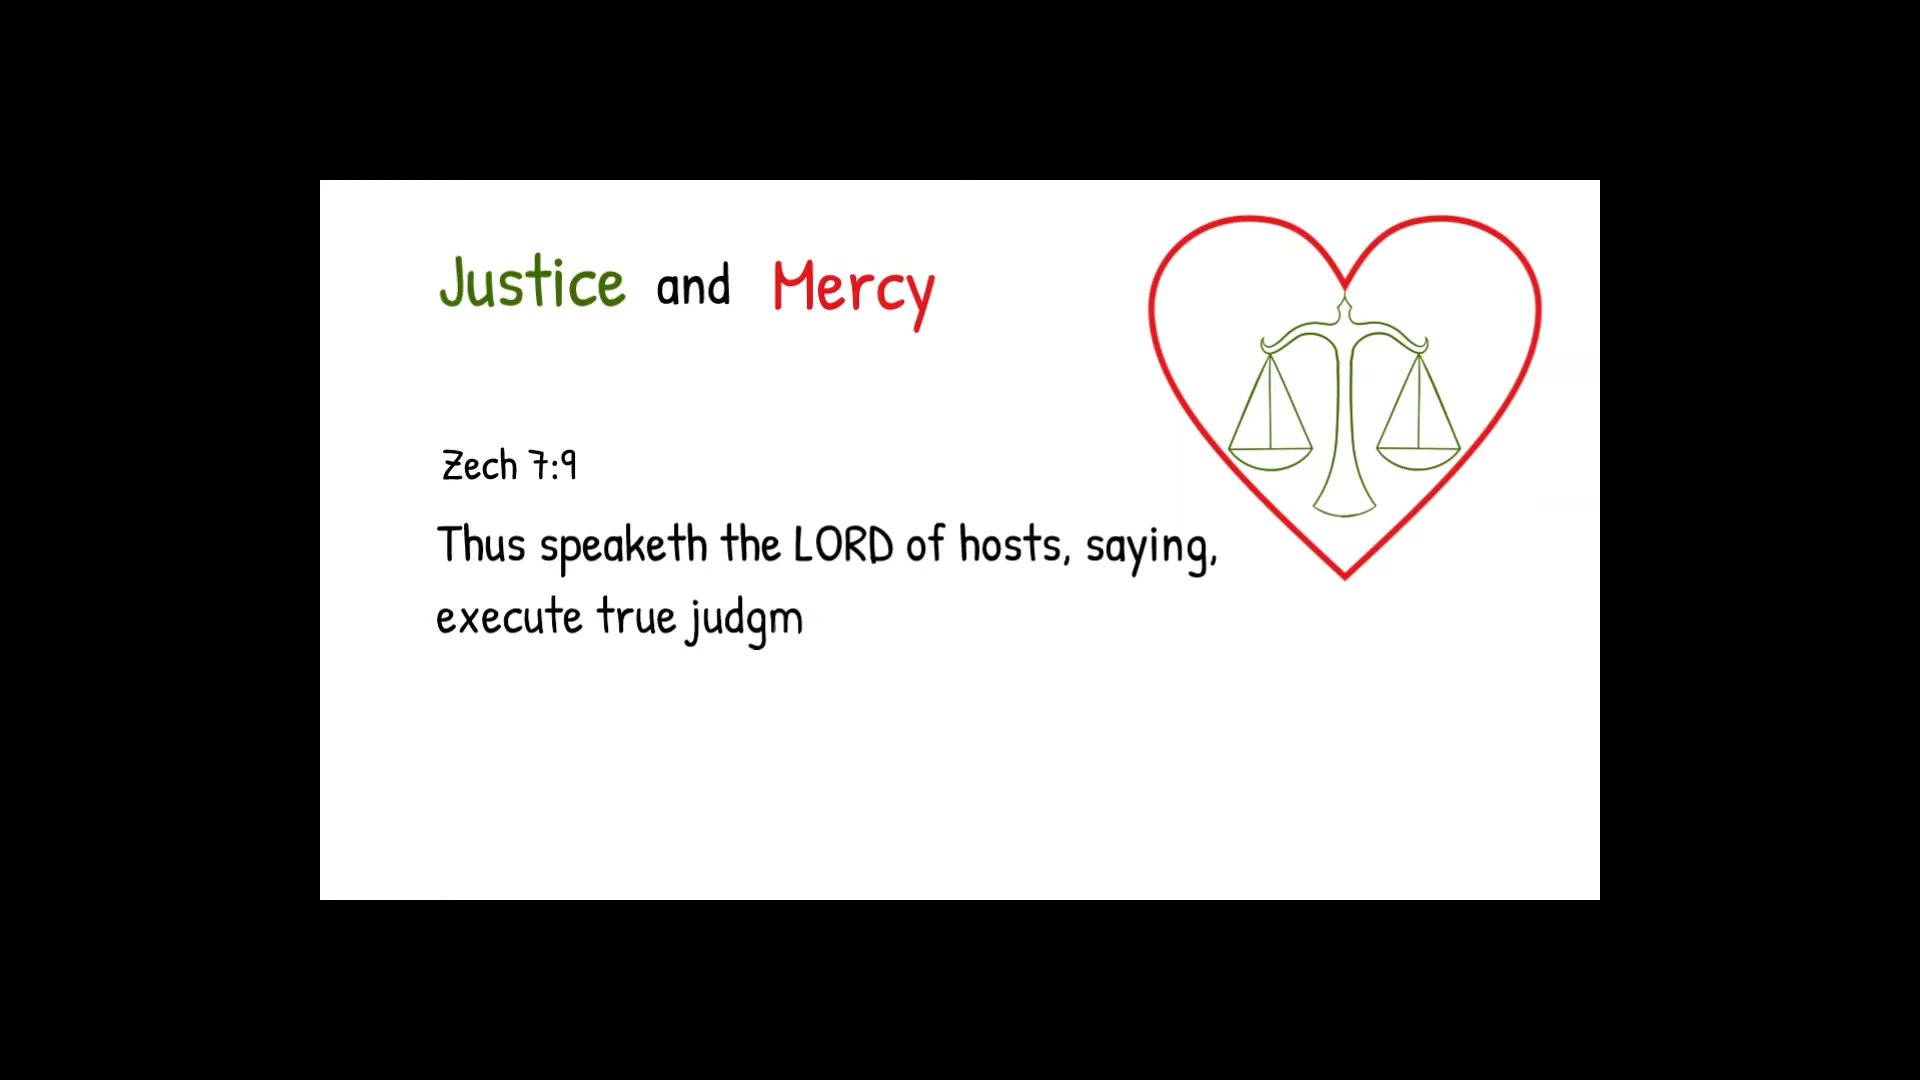 Justice and Mercy
Zech 7:9
Thus speaketh the LORD of hosts, saying,
execute true judgm